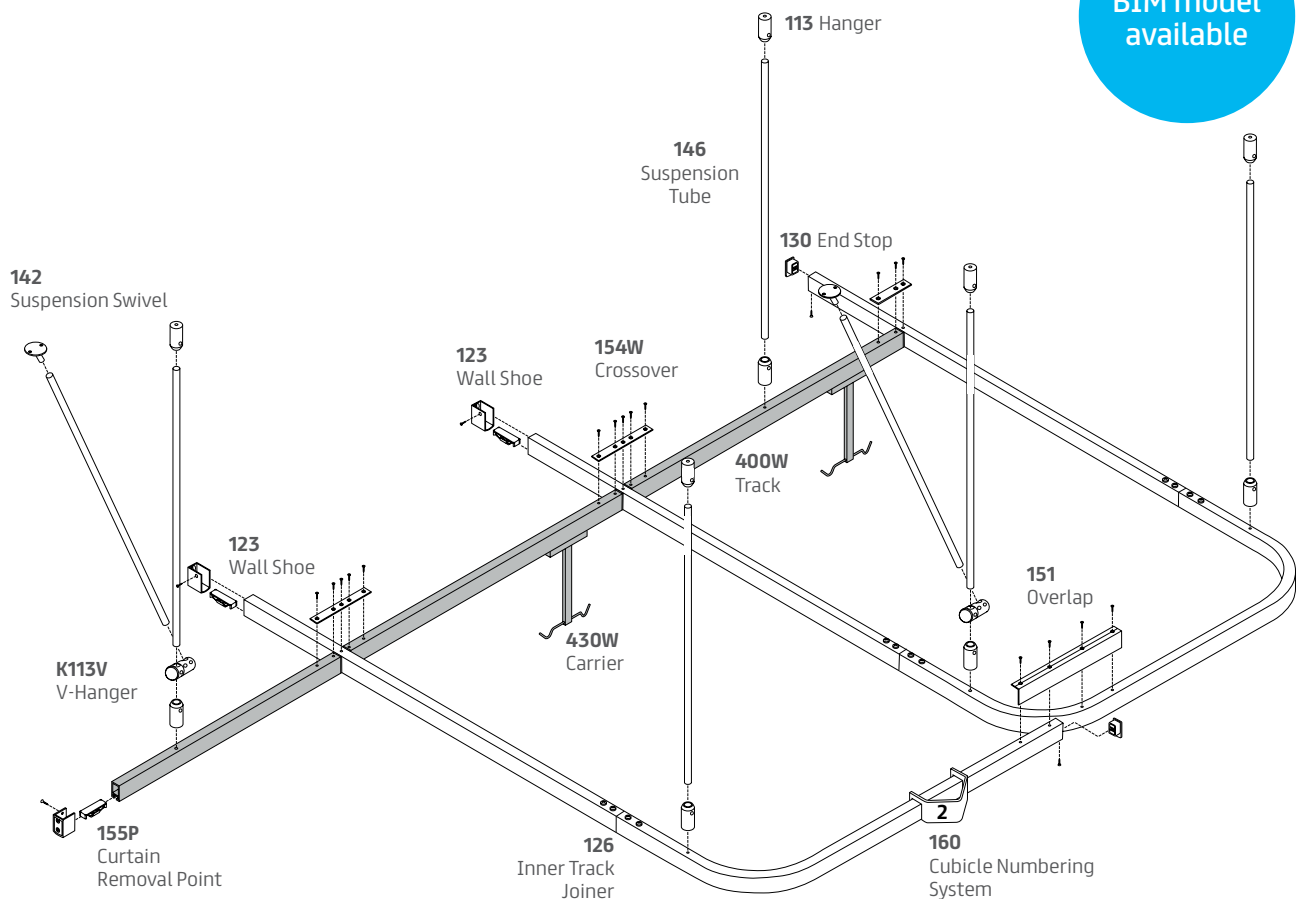 BIM model
available
113 Hanger
146
Suspension
Tube
130 End Stop
142
Suspension Swivel
123
Wall Shoe
154W
Crossover
400W
Track
123
Wall Shoe
151
Overlap
430W
Carrier
K113V
V-Hanger
2
155P
Curtain
Removal Point
126
Inner Track
Joiner
160
Cubicle Numbering
System